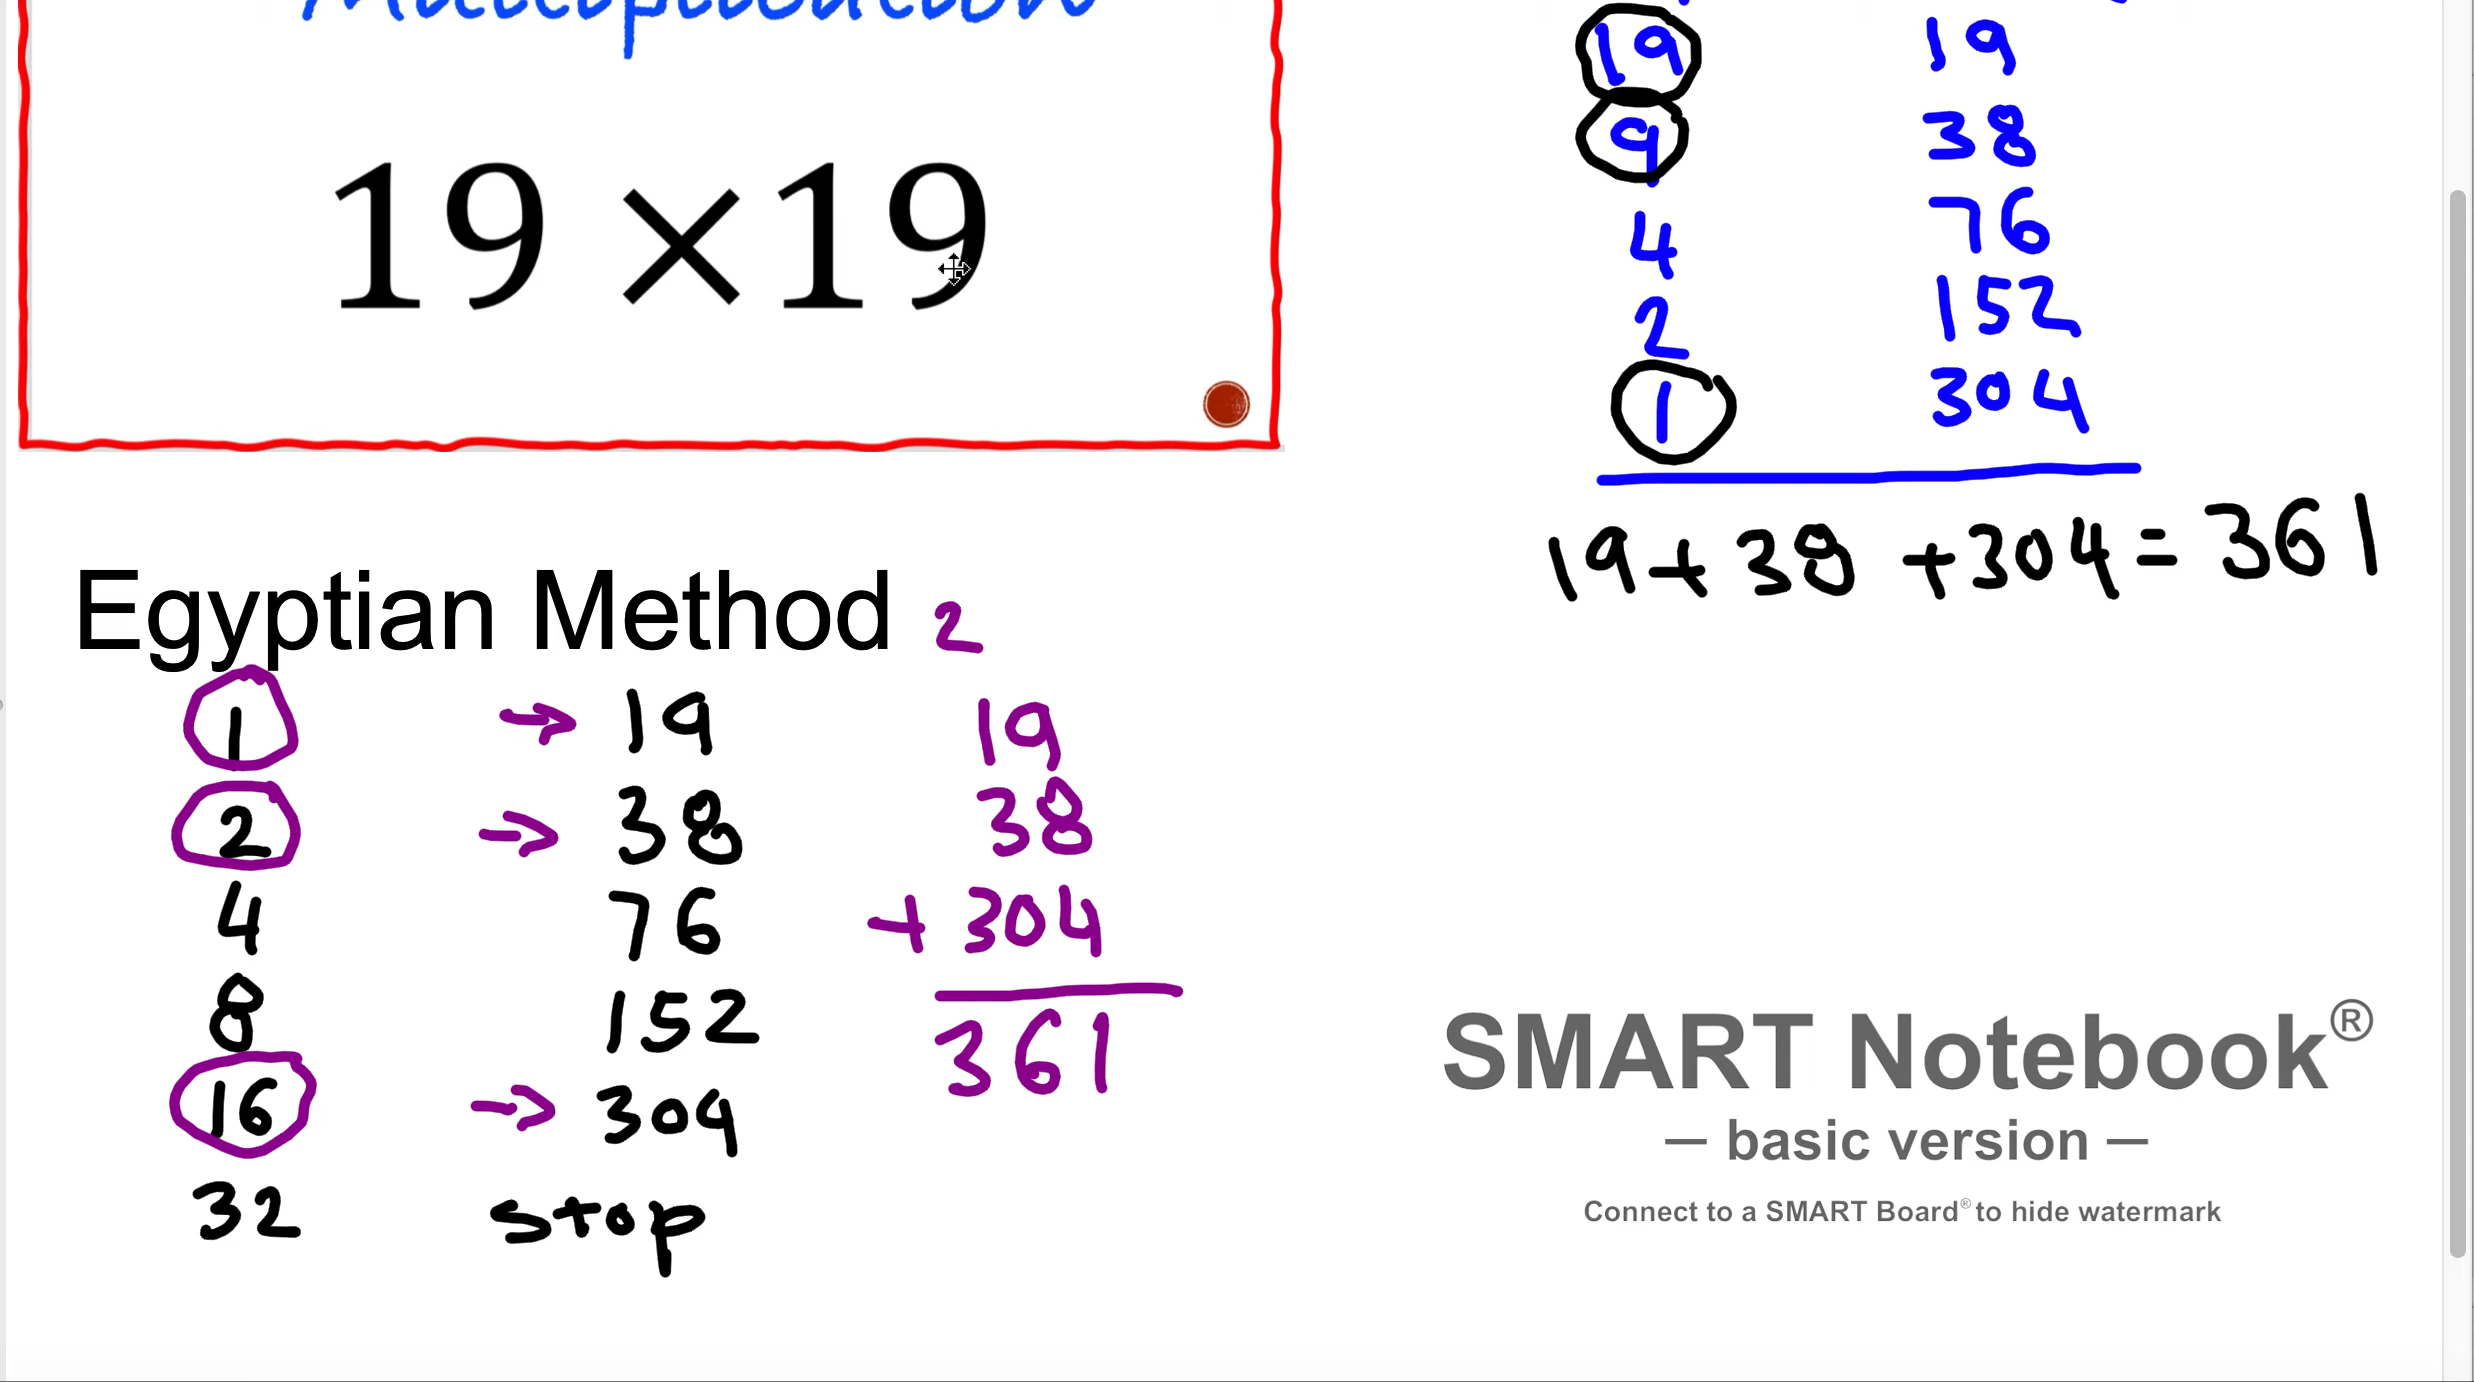 Multiplication
19 ×19
19 19
9 38
4 76
2 152
1 304
19+ 38 +304= 361
Egyptian Method 2
1 → 19
2 → 38
4 76
8 152
16 → 304
32 stop
19
38
+ 304
361
SMART Notebook®
— basic version —
Connect to a SMART Board® to hide watermark